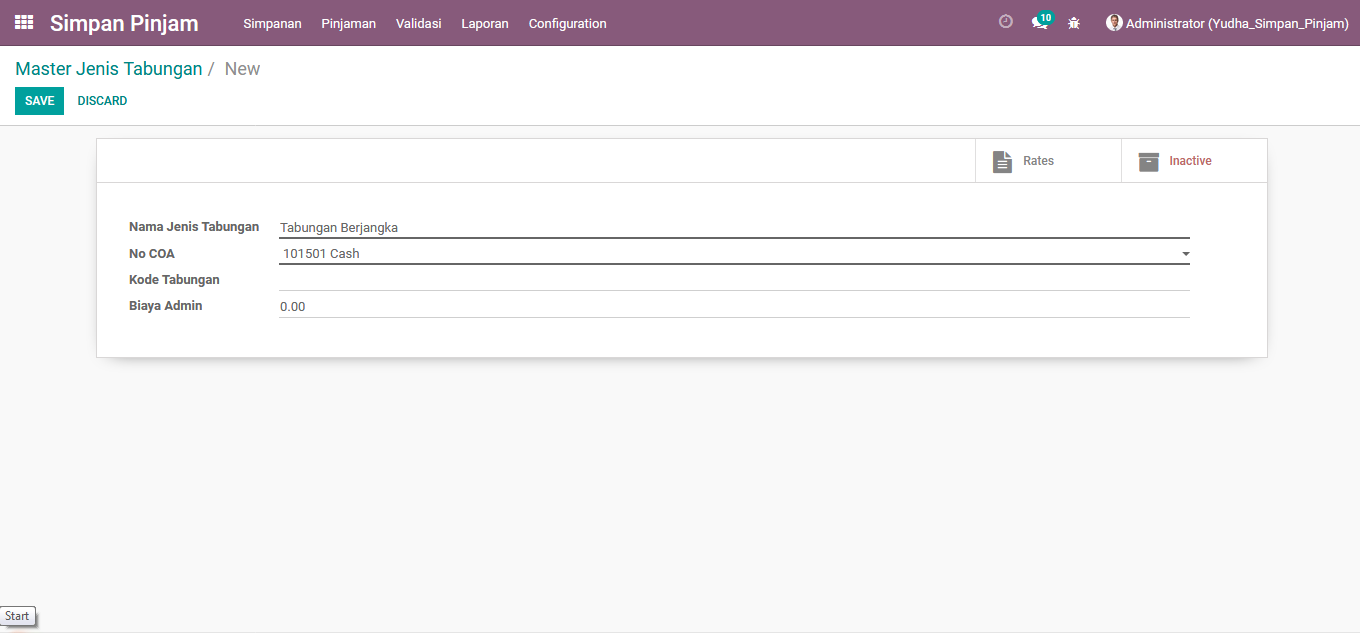 Simpan Pinjam Simpanan Pinjaman Validasi Laporan Configuration 10 Administrator (Yudha_Simpan_Pinjam)
Master Jenis Tabungan / New
SAVE DISCARD
Rates Inactive
Nama Jenis Tabungan Tabungan Berjangka
No COA 101501 Cash
Kode Tabungan
Biaya Admin 0.00
Start